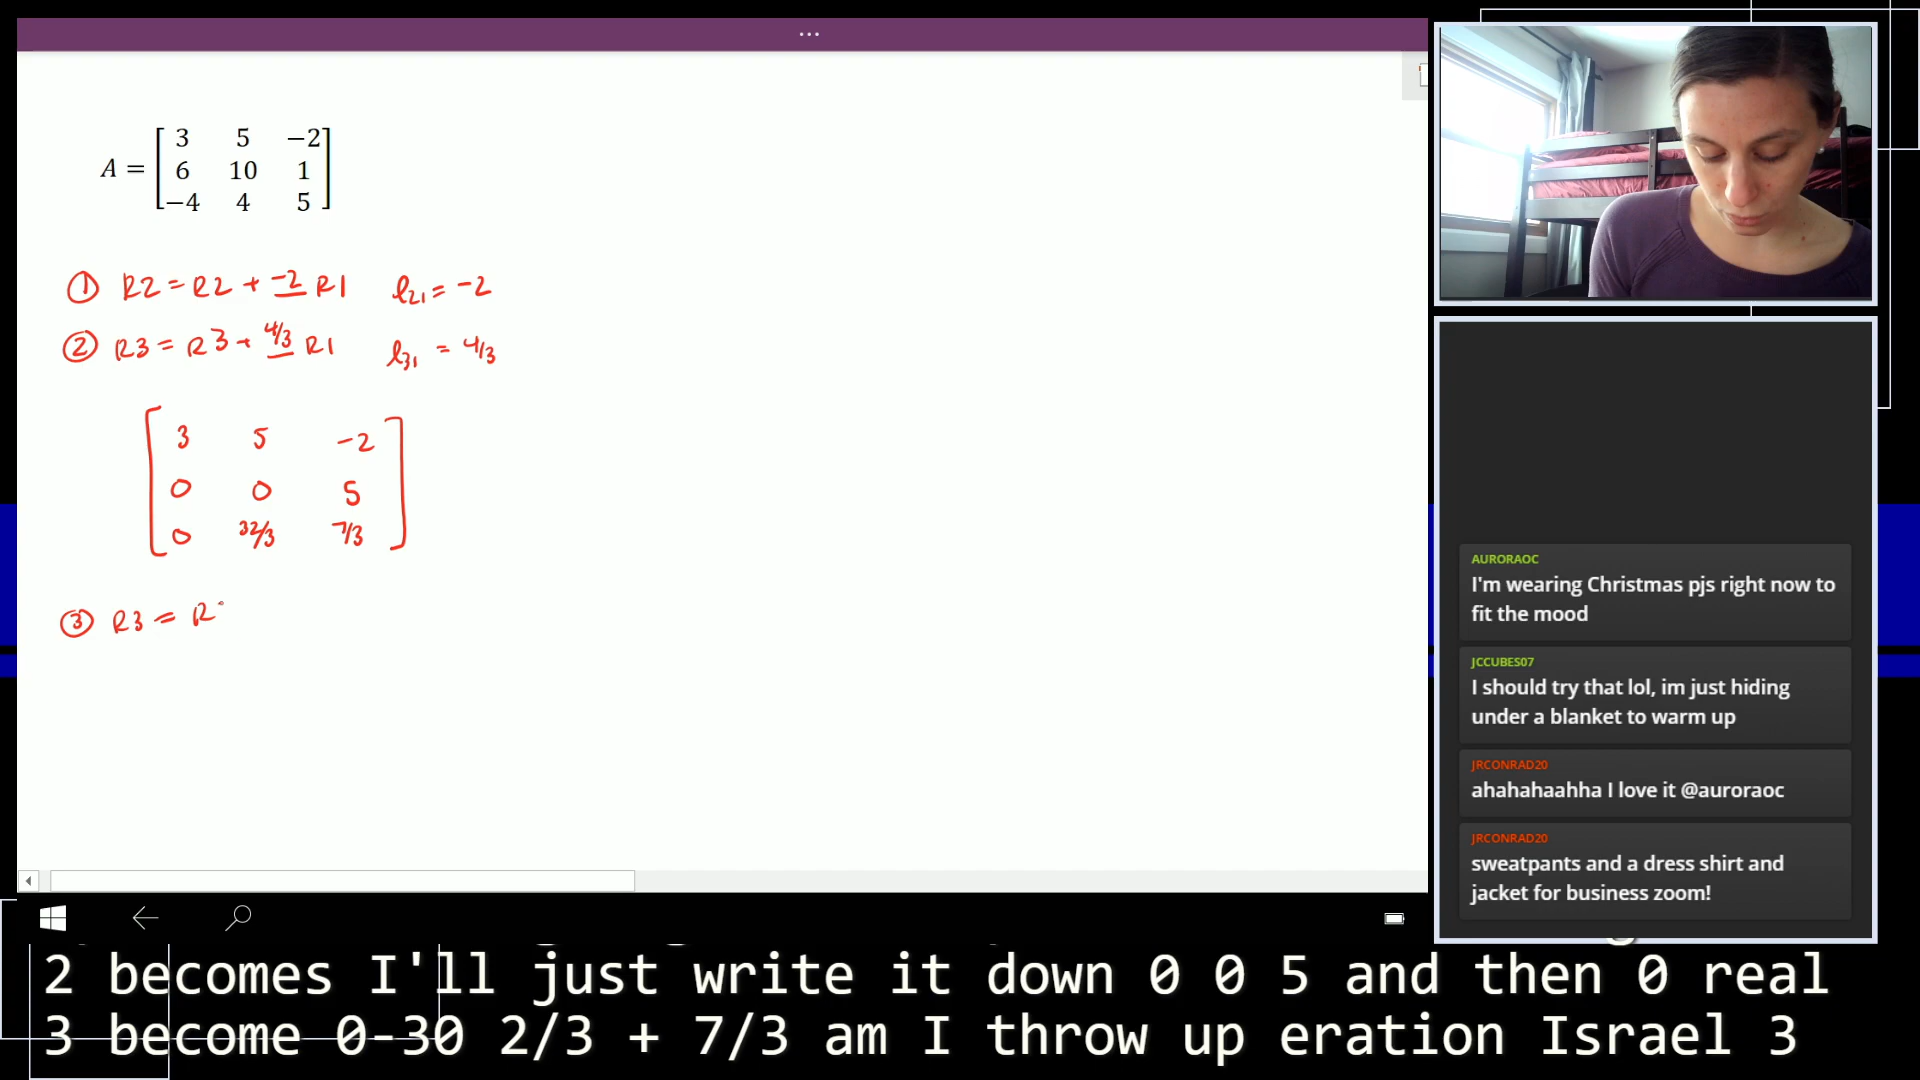 ...
A = [ 3 5 −2
6 10 1
−4 4 5 ]
① R2 = R2 + -2 R1 l21 = -2
② R3 = R3 + 4/3 R1 l31 = 4/3
[ 3 5 -2
0 0 5
0 32/3 7/3 ]
③ R3 = R
AURORAOC
I'm wearing Christmas pjs right now to
fit the mood
JCCUBES07
I should try that lol, im just hiding
under a blanket to warm up
JRCONRAD20
ahahahaahha I love it @auroraoc
JRCONRAD20
sweatpants and a dress shirt and
jacket for business zoom!
2 becomes I'll just write it down 0 0 5 and then 0 real
3 become 0-30 2/3 + 7/3 am I throw up eration Israel 3